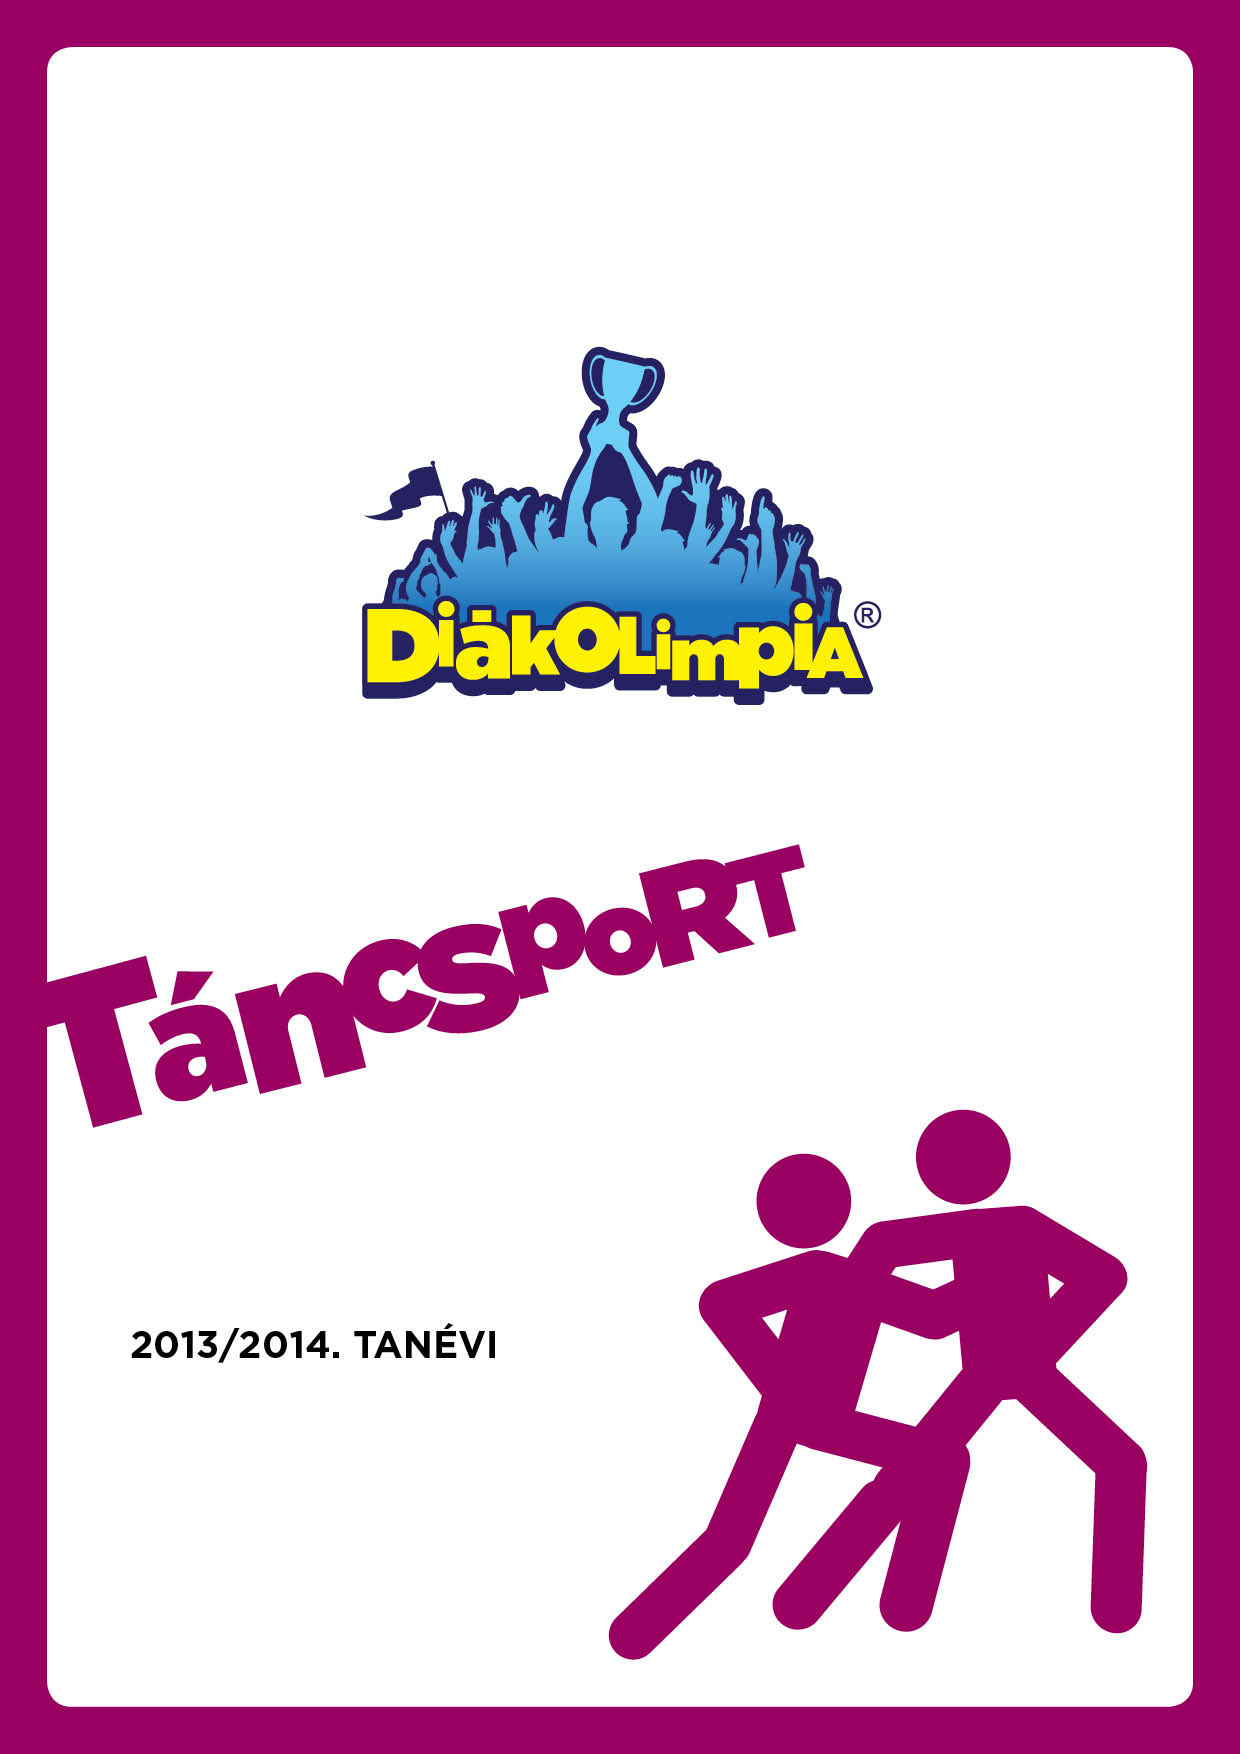 DiákOLimpiA®
TáncspoRT
2013/2014. TANÉVI